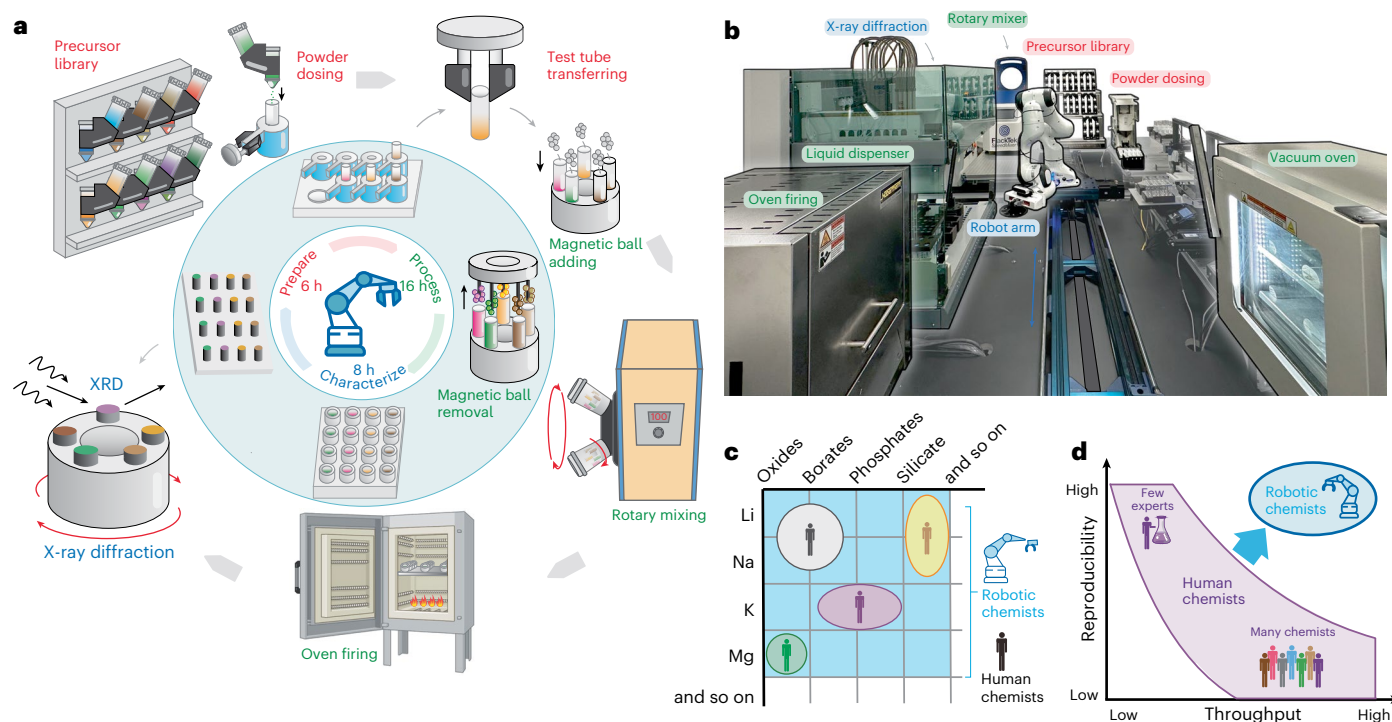 a
Precursor
library
Powder
dosing
Test tube
transferring
Magnetic ball
adding
Prepare
6 h
Process
16 h
8 h
Characterize
Magnetic ball
removal
100
Rotary mixing
XRD
X-ray diffraction
Oven firing
b
X-ray diffraction
Rotary mixer
Precursor library
Powder dosing
FlackTek
Liquid dispenser
Vacuum oven
Oven firing
Robot arm
c
Oxides
Borates
Phosphates
Silicate
and so on
Li
Na
K
Mg
and so on
Robotic
chemists
Human
chemists
d
Reproducibility
High
Low
Few
experts
Robotic
chemists
Human
chemists
Many chemists
Low
Throughput
High